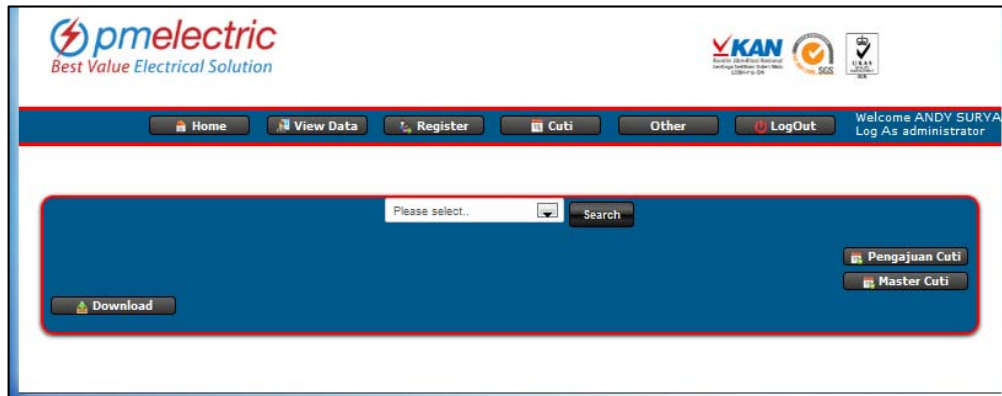 pmelectric
Best Value Electrical Solution
KAN
SGS
UKAS
Home
View Data
Register
Cuti
Other
LogOut
Welcome ANDY SURYA
Log As administrator
Please select..
Search
Pengajuan Cuti
Master Cuti
Download